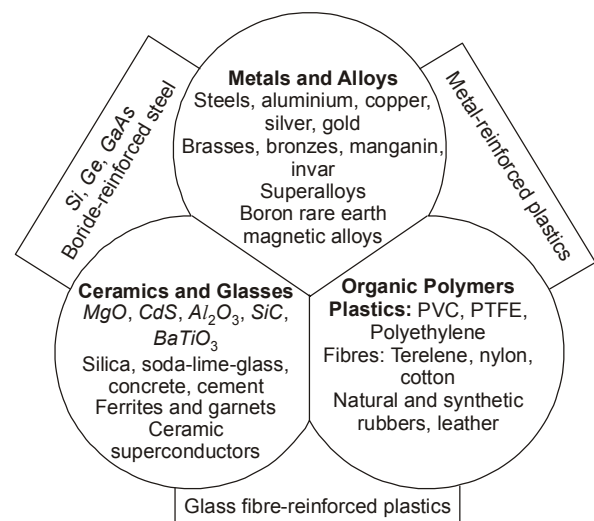 Metals and Alloys
Steels, aluminium, copper,
silver, gold
Brasses, bronzes, manganin,
invar
Superalloys
Boron rare earth
magnetic alloys
Si, Ge, GaAs
Boride-reinforced steel
Metal-reinforced plastics
Ceramics and Glasses
MgO, CdS, Al₂O₃, SiC,
BaTiO₃
Silica, soda-lime-glass,
concrete, cement
Ferrites and garnets
Ceramic
superconductors
Organic Polymers
Plastics: PVC, PTFE,
Polyethylene
Fibres: Terelene, nylon,
cotton
Natural and synthetic
rubbers, leather
Glass fibre-reinforced plastics